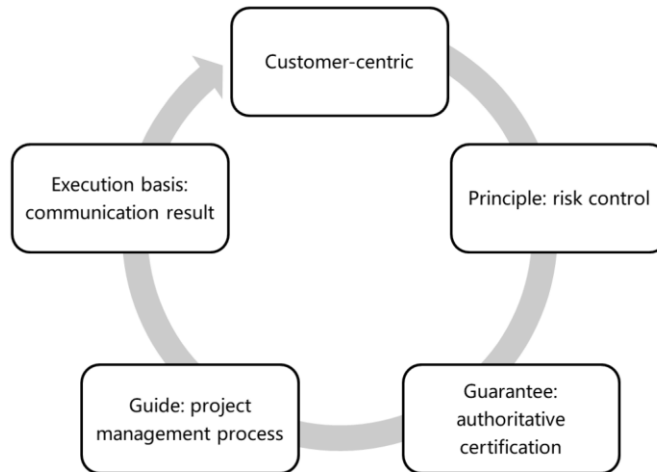 Customer-centric
Principle: risk control
Guarantee:
authoritative
certification
Guide: project
management process
Execution basis:
communication result